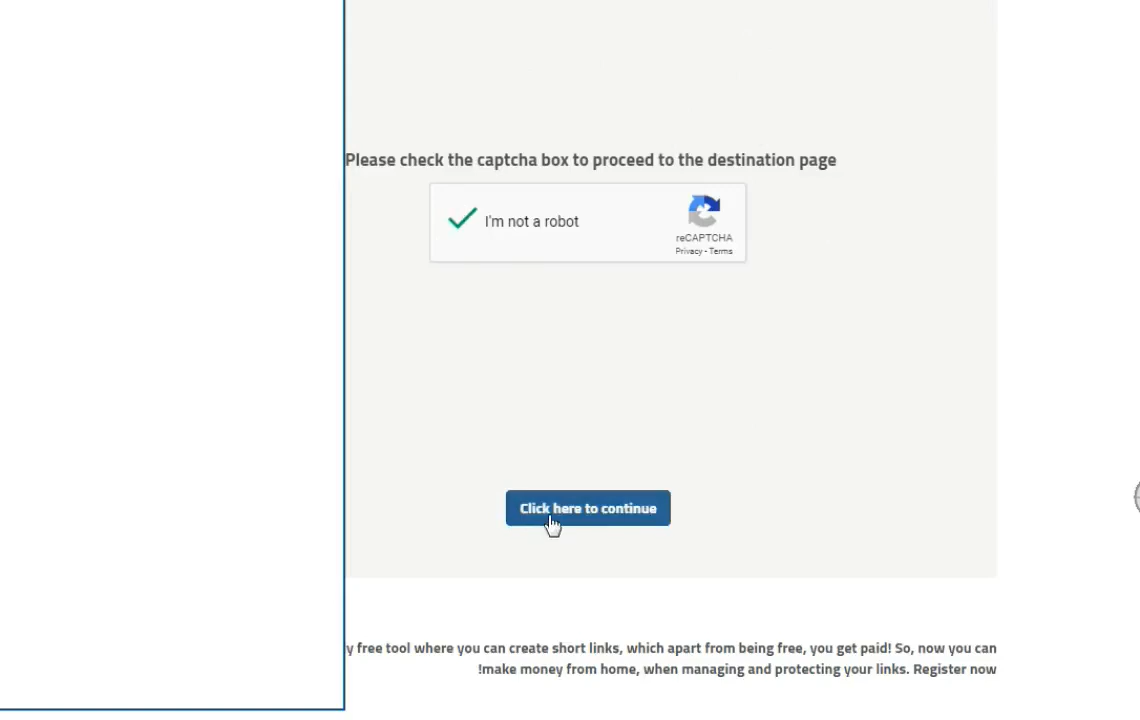 Please check the captcha box to proceed to the destination page
I'm not a robot
reCAPTCHA
Privacy - Terms
Click here to continue
y free tool where you can create short links, which apart from being free, you get paid! So, now you can
!make money from home, when managing and protecting your links. Register now